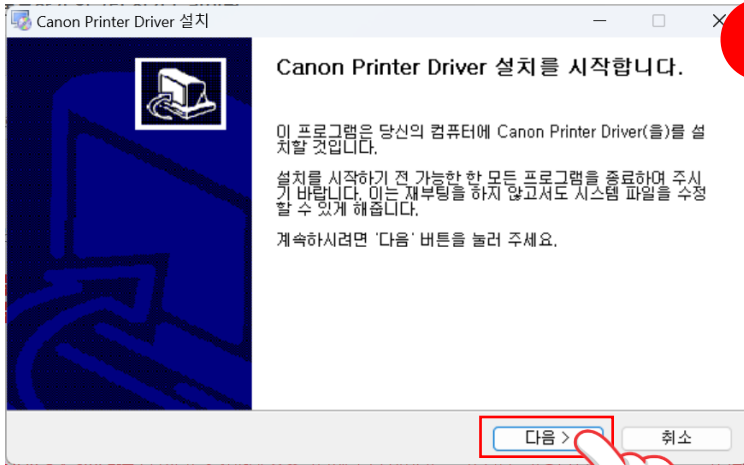 Canon Printer Driver 설치
Canon Printer Driver 설치를 시작합니다.
이 프로그램은 당신의 컴퓨터에 Canon Printer Driver(을)를 설
치할 것입니다.
설치를 시작하기 전 가능한 한 모든 프로그램을 종료하여 주시
기 바랍니다. 이는 재부팅을 하지 않고서도 시스템 파일을 수정
할 수 있게 해줍니다.
계속하시려면 '다음' 버튼을 눌러 주세요.
다음 >
취소